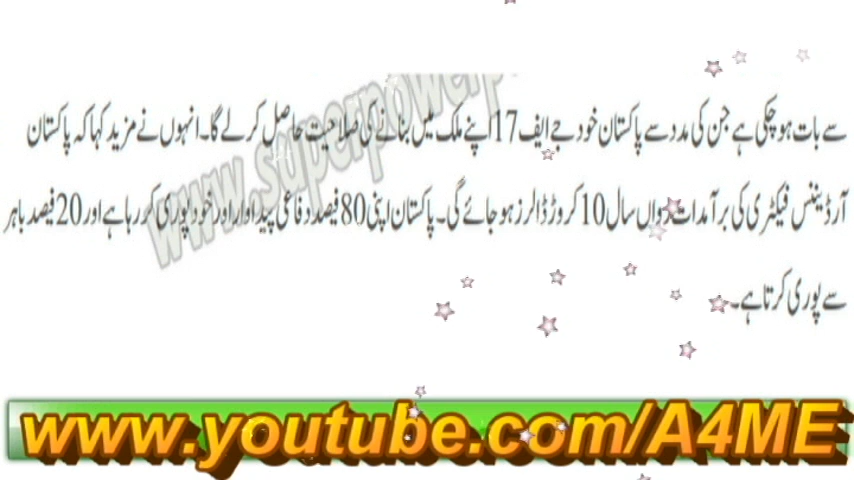 سے بات ہو چکی ہے جن کی مدد سے پاکستان خود جے ایف 17 اپنے ملک میں بنانے کی صلاحیت حاصل کر لے گا۔ انہوں نے مزید کہا کہ پاکستان
آرڈیننس فیکٹری کی برآمدات رواں سال 10 کروڑ ڈالرز ہو جائے گی۔ پاکستان اپنی 80 فیصد دفاعی پیداوار اور خود پوری کر رہا ہے اور 20 فیصد باہر
سے پوری کرتا ہے۔
www.superpowerp
www.youtube.com/A4ME